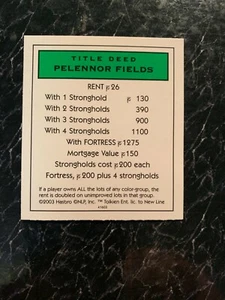 TITLE DEED
PELENNOR FIELDS
RENT 26
With 1 Stronghold 130
With 2 Strongholds 390
With 3 Strongholds 900
With 4 Strongholds 1100
With FORTRESS 1275
Mortgage Value 150
Strongholds cost 200 each
Fortress, 200 plus 4 strongholds
If a player owns ALL the lots of any color-group, the
rent is doubled on unimproved lots in that group.
©2003 Hasbro ©NLP, Inc. ™ Tolkien Ent. lic to New Line